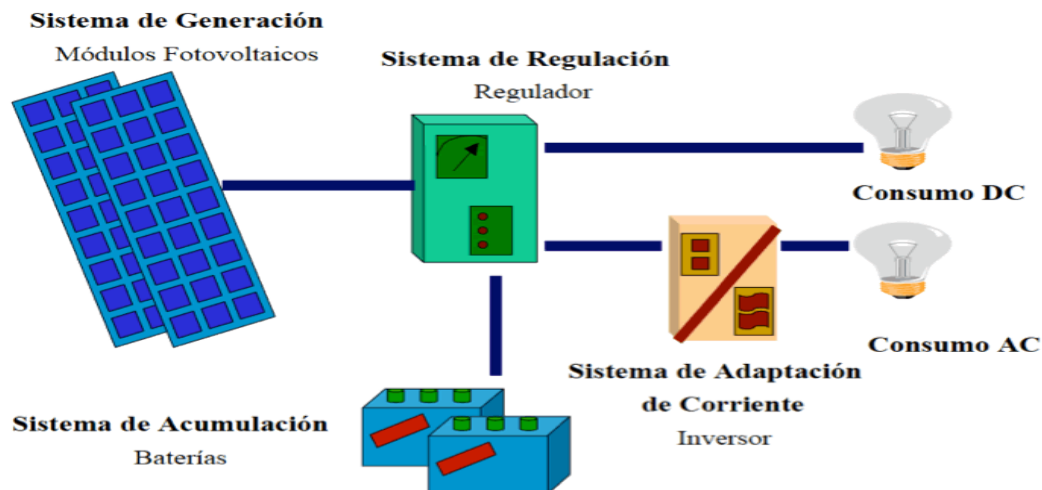 Sistema de Generación
Módulos Fotovoltaicos
Sistema de Regulación
Regulador
Consumo DC
Consumo AC
Sistema de Adaptación
de Corriente
Inversor
Sistema de Acumulación
Baterías